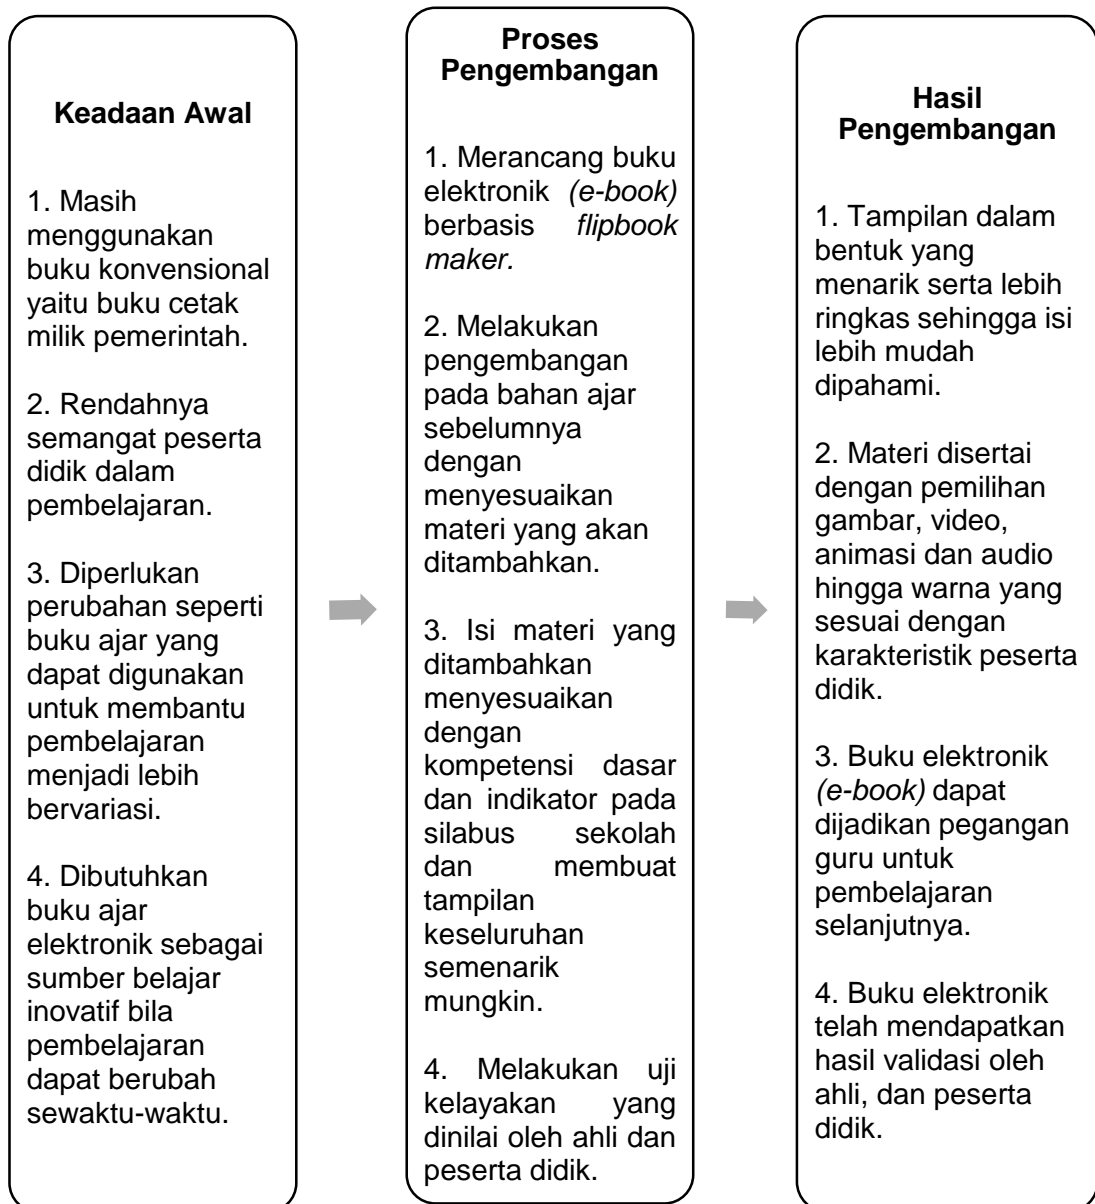 Keadaan Awal
1. Masih
menggunakan
buku konvensional
yaitu buku cetak
milik pemerintah.
2. Rendahnya
semangat peserta
didik dalam
pembelajaran.
3. Diperlukan
perubahan seperti
buku ajar yang
dapat digunakan
untuk membantu
pembelajaran
menjadi lebih
bervariasi.
4. Dibutuhkan
buku ajar
elektronik sebagai
sumber belajar
inovatif bila
pembelajaran
dapat berubah
sewaktu-waktu.
Proses
Pengembangan
1. Merancang buku
elektronik (e-book)
berbasis flipbook
maker.
2. Melakukan
pengembangan
pada bahan ajar
sebelumnya
dengan
menyesuaikan
materi yang akan
ditambahkan.
3. Isi materi yang
ditambahkan
menyesuaikan
dengan
kompetensi dasar
dan indikator pada
silabus sekolah
dan membuat
tampilan
keseluruhan
semenarik
mungkin.
4. Melakukan uji
kelayakan yang
dinilai oleh ahli dan
peserta didik.
Hasil
Pengembangan
1. Tampilan dalam
bentuk yang
menarik serta lebih
ringkas sehingga isi
lebih mudah
dipahami.
2. Materi disertai
dengan pemilihan
gambar, video,
animasi dan audio
hingga warna yang
sesuai dengan
karakteristik peserta
didik.
3. Buku elektronik
(e-book) dapat
dijadikan pegangan
guru untuk
pembelajaran
selanjutnya.
4. Buku elektronik
telah mendapatkan
hasil validasi oleh
ahli, dan peserta
didik.